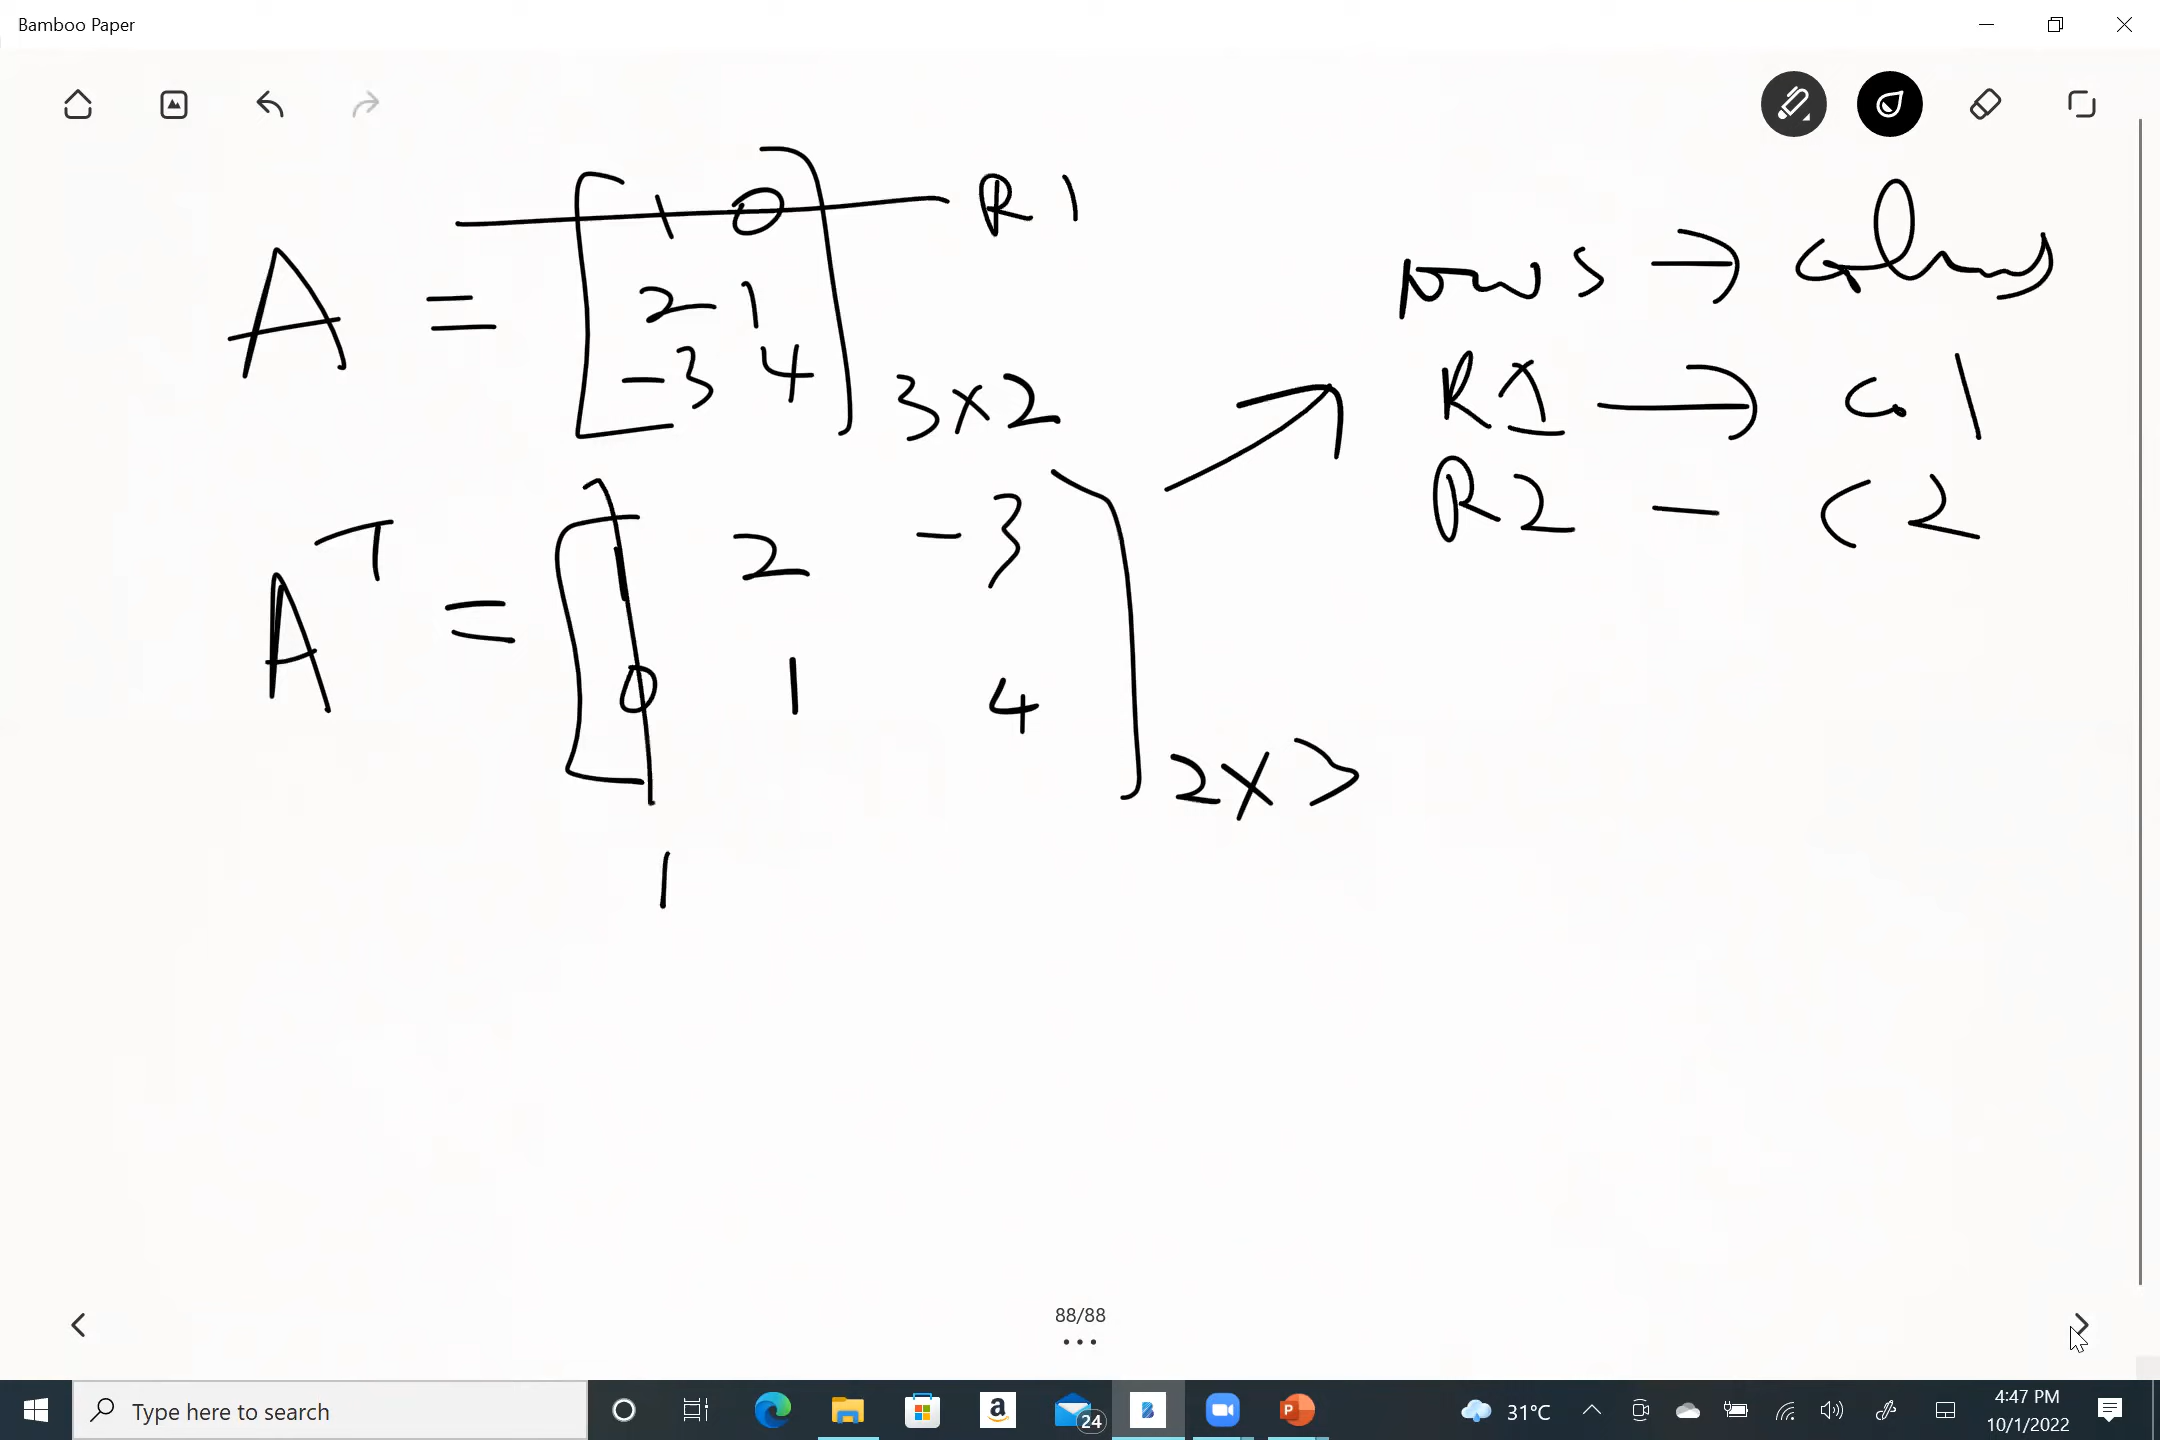 Bamboo Paper
A = [ 1 0 R1
2 1
-3 4 ] 3x2
A^T = [ 1 2 -3
0 1 4 ] 2x3
1
rows →
R1 → C1
R2 - C2
88/88
Type here to search
24
31°C
4:47 PM
10/1/2022